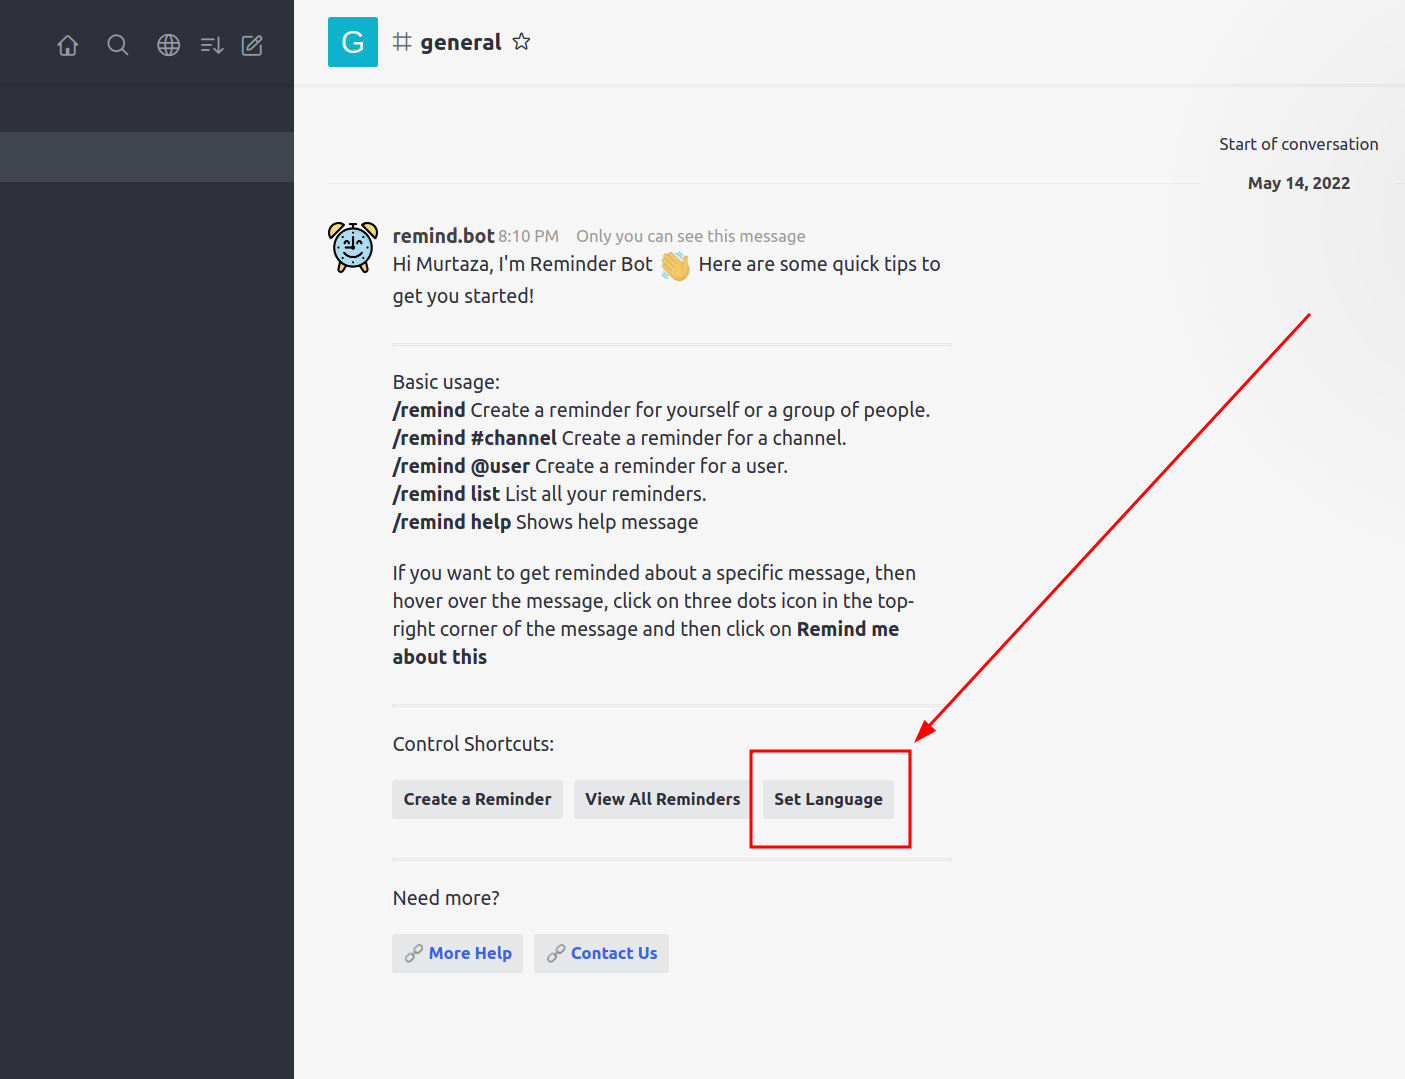 G general
Start of conversation
May 14, 2022
remind.bot 8:10 PM Only you can see this message
Hi Murtaza, I'm Reminder Bot 👋 Here are some quick tips to
get you started!
Basic usage:
/remind Create a reminder for yourself or a group of people.
/remind #channel Create a reminder for a channel.
/remind @user Create a reminder for a user.
/remind list List all your reminders.
/remind help Shows help message
If you want to get reminded about a specific message, then
hover over the message, click on three dots icon in the top-
right corner of the message and then click on Remind me
about this
Control Shortcuts:
Create a Reminder View All Reminders Set Language
Need more?
More Help Contact Us